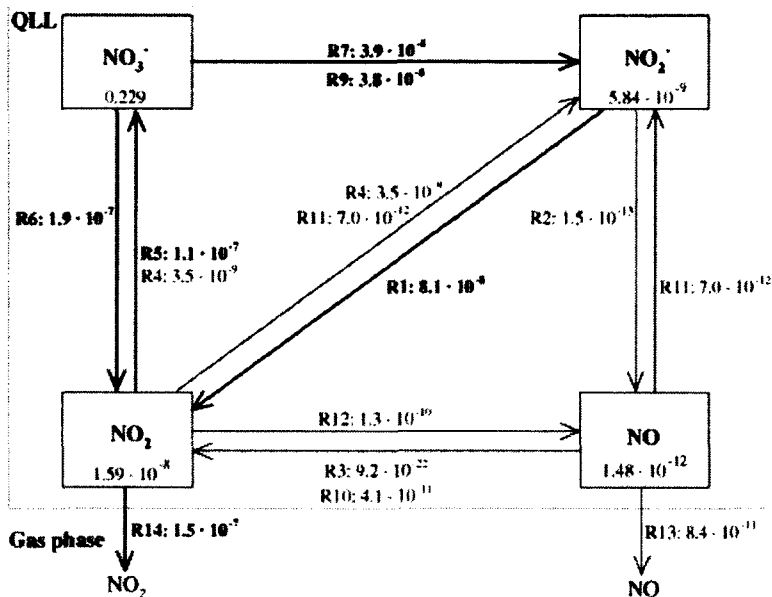 QLL
NO₃⁻
0.229
R7: 3.9 · 10⁻⁸
R9: 3.8 · 10⁻⁸
NO₂⁻
5.84 · 10⁻⁹
R6: 1.9 · 10⁻⁷
R5: 1.1 · 10⁻⁷
R4: 3.5 · 10⁻⁹
R4: 3.5 · 10⁻⁹
R11: 7.0 · 10⁻¹²
R1: 8.1 · 10⁻⁸
R2: 1.5 · 10⁻¹³
R11: 7.0 · 10⁻¹²
NO₂
1.59 · 10⁻⁸
R12: 1.3 · 10⁻¹⁰
R3: 9.2 · 10⁻²²
R10: 4.1 · 10⁻¹¹
NO
1.48 · 10⁻¹²
Gas phase
R14: 1.5 · 10⁻⁷
NO₂
R13: 8.4 · 10⁻¹¹
NO